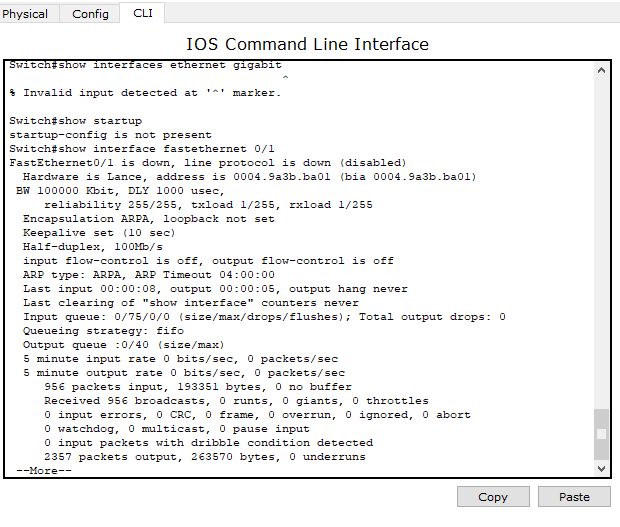 Physical Config CLI
IOS Command Line Interface
Switch#show interfaces ethernet gigabit
^
% Invalid input detected at '^' marker.
Switch#show startup
startup-config is not present
Switch#show interface fastethernet 0/1
FastEthernet0/1 is down, line protocol is down (disabled)
Hardware is Lance, address is 0004.9a3b.ba01 (bia 0004.9a3b.ba01)
BW 100000 Kbit, DLY 1000 usec,
reliability 255/255, txload 1/255, rxload 1/255
Encapsulation ARPA, loopback not set
Keepalive set (10 sec)
Half-duplex, 100Mb/s
input flow-control is off, output flow-control is off
ARP type: ARPA, ARP Timeout 04:00:00
Last input 00:00:08, output 00:00:05, output hang never
Last clearing of "show interface" counters never
Input queue: 0/75/0/0 (size/max/drops/flushes); Total output drops: 0
Queueing strategy: fifo
Output queue :0/40 (size/max)
5 minute input rate 0 bits/sec, 0 packets/sec
5 minute output rate 0 bits/sec, 0 packets/sec
956 packets input, 193351 bytes, 0 no buffer
Received 956 broadcasts, 0 runts, 0 giants, 0 throttles
0 input errors, 0 CRC, 0 frame, 0 overrun, 0 ignored, 0 abort
0 watchdog, 0 multicast, 0 pause input
0 input packets with dribble condition detected
2357 packets output, 263570 bytes, 0 underruns
--More--
Copy Paste